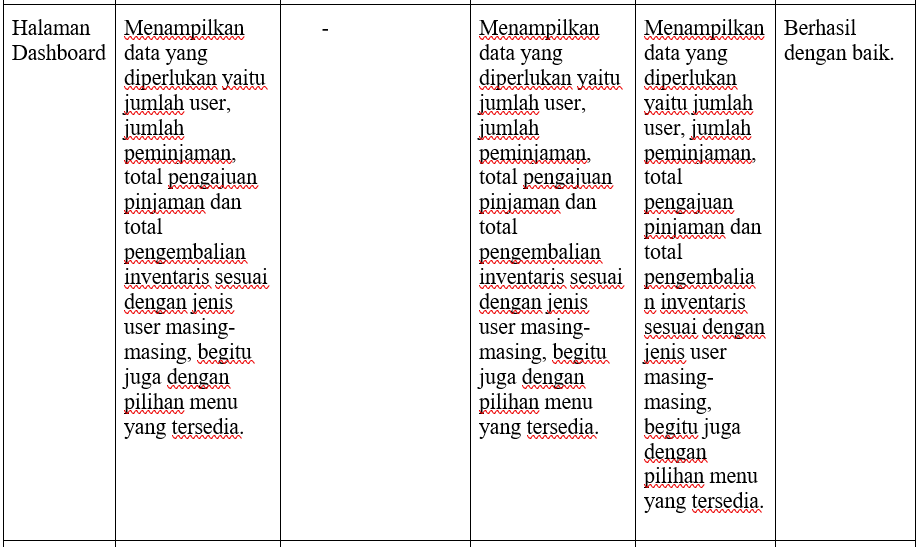 Halaman
Dashboard
Menampilkan
data yang
diperlukan yaitu
jumlah user,
jumlah
peminjaman,
total pengajuan
pinjaman dan
total
pengembalian
inventaris sesuai
dengan jenis
user masing-
masing, begitu
juga dengan
pilihan menu
yang tersedia.
-
Menampilkan
data yang
diperlukan yaitu
jumlah user,
jumlah
peminjaman,
total pengajuan
pinjaman dan
total
pengembalian
inventaris sesuai
dengan jenis
user masing-
masing, begitu
juga dengan
pilihan menu
yang tersedia.
Menampilkan
data yang
diperlukan
yaitu jumlah
user, jumlah
peminjaman,
total
pengajuan
pinjaman dan
total
pengembalia
n inventaris
sesuai dengan
jenis user
masing-
masing,
begitu juga
dengan
pilihan menu
yang tersedia.
Berhasil
dengan baik.